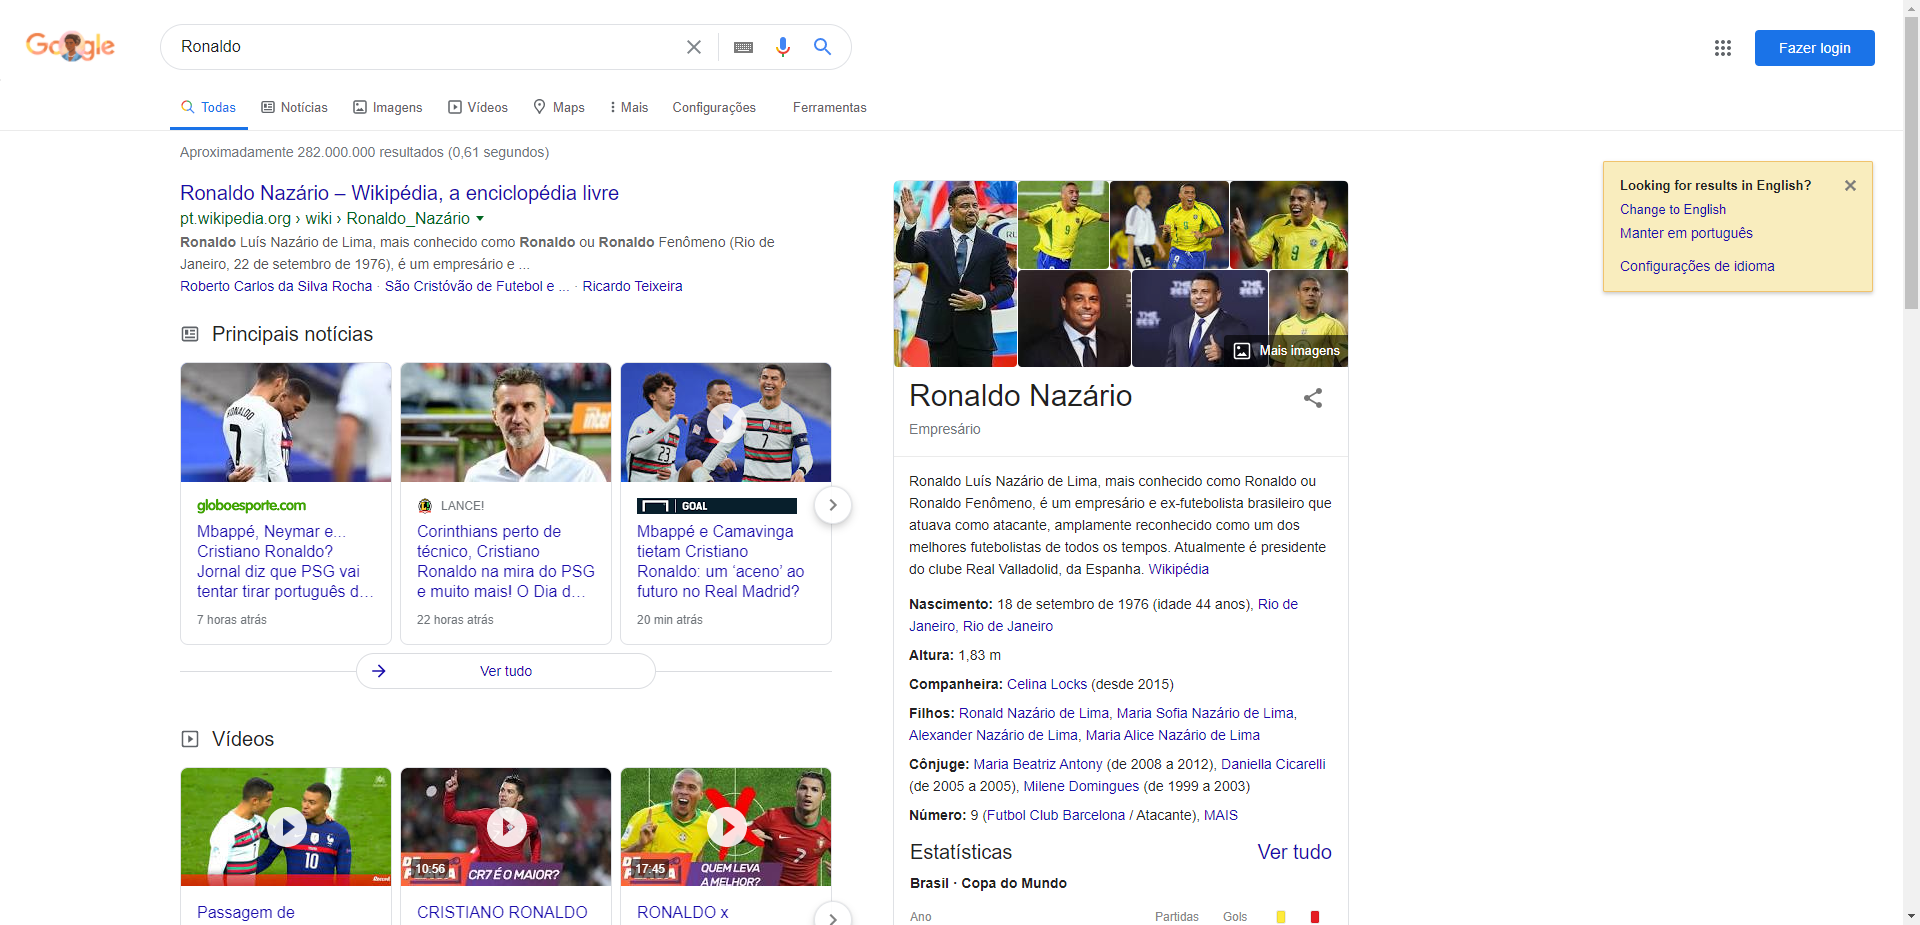 Google
Ronaldo
Fazer login
Todas
Notícias
Imagens
Vídeos
Maps
Mais
Configurações
Ferramentas
Aproximadamente 282.000.000 resultados (0,61 segundos)
Ronaldo Nazário – Wikipédia, a enciclopédia livre
pt.wikipedia.org › wiki › Ronaldo_Nazário
Ronaldo Luís Nazário de Lima, mais conhecido como Ronaldo ou Ronaldo Fenômeno (Rio de
Janeiro, 22 de setembro de 1976), é um empresário e ...
Roberto Carlos da Silva Rocha · São Cristóvão de Futebol e ... · Ricardo Teixeira
Principais notícias
RONALDO
7
globoesporte.com
Mbappé, Neymar e...
Cristiano Ronaldo?
Jornal diz que PSG vai
tentar tirar português d...
7 horas atrás
inter
LANCE!
Corinthians perto de
técnico, Cristiano
Ronaldo na mira do PSG
e muito mais! O Dia d...
22 horas atrás
23
7
GOAL
Mbappé e Camavinga
tietam Cristiano
Ronaldo: um ‘aceno’ ao
futuro no Real Madrid?
20 min atrás
Ver tudo
Vídeos
10
Passagem de
10:56
CR7 É O MAIOR?
CRISTIANO RONALDO
17:45
QUEM LEVA
A MELHOR?
7
RONALDO x
9
9
THE BEST
THE BEST
Mais imagens
Ronaldo Nazário
Empresário
Ronaldo Luís Nazário de Lima, mais conhecido como Ronaldo ou
Ronaldo Fenômeno, é um empresário e ex-futebolista brasileiro que
atuava como atacante, amplamente reconhecido como um dos
melhores futebolistas de todos os tempos. Atualmente é presidente
do clube Real Valladolid, da Espanha. Wikipédia
Nascimento: 18 de setembro de 1976 (idade 44 anos), Rio de
Janeiro, Rio de Janeiro
Altura: 1,83 m
Companheira: Celina Locks (desde 2015)
Filhos: Ronald Nazário de Lima, Maria Sofia Nazário de Lima,
Alexander Nazário de Lima, Maria Alice Nazário de Lima
Cônjuge: Maria Beatriz Antony (de 2008 a 2012), Daniella Cicarelli
(de 2005 a 2005), Milene Domingues (de 1999 a 2003)
Número: 9 (Futbol Club Barcelona / Atacante), MAIS
Estatísticas
Ver tudo
Brasil · Copa do Mundo
Ano
Partidas
Gols
Looking for results in English?
Change to English
Manter em português
Configurações de idioma